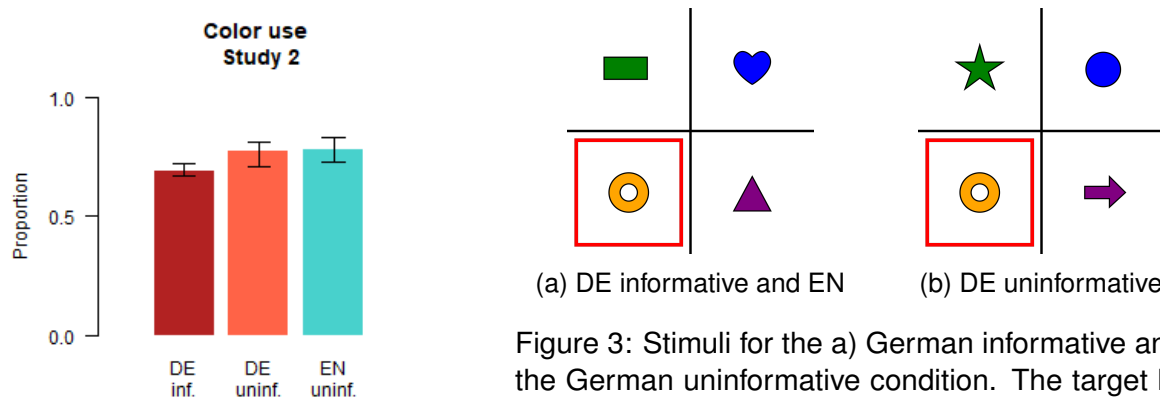 Color use
Study 2
Proportion
1.0
0.5
0.0
DE
inf.
DE
uninf.
EN
uninf.
(a) DE informative and EN
(b) DE uninformative
Figure 3: Stimuli for the a) German informative
the German uninformative condition. The target